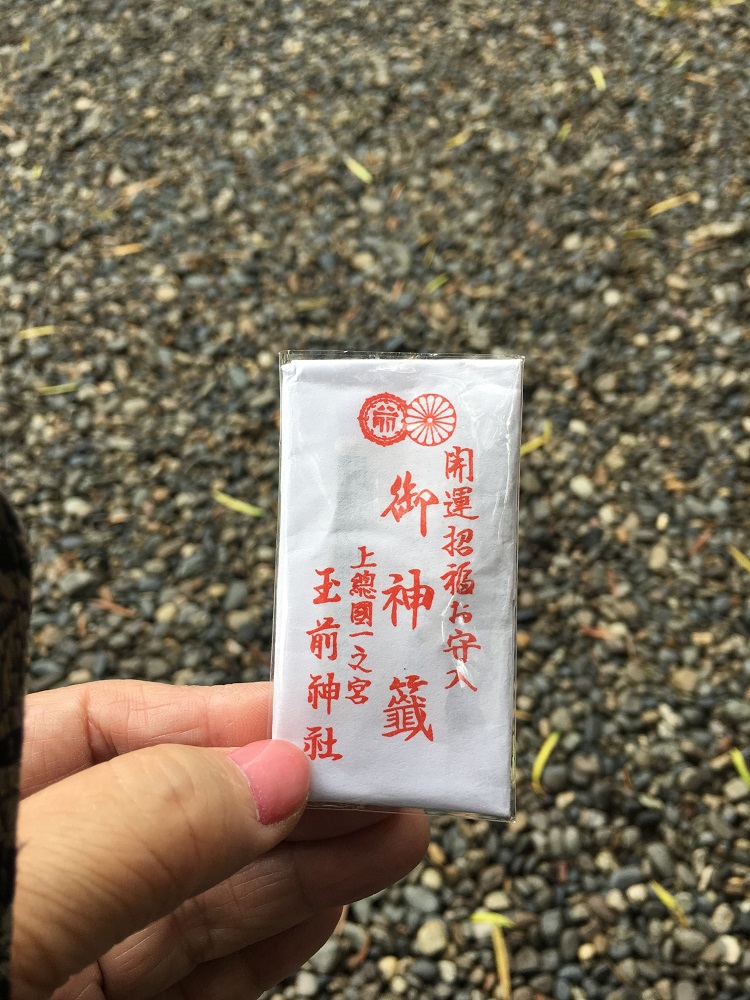 前
開運招福お守入
御神籤
上總國一之宮
玉前神社